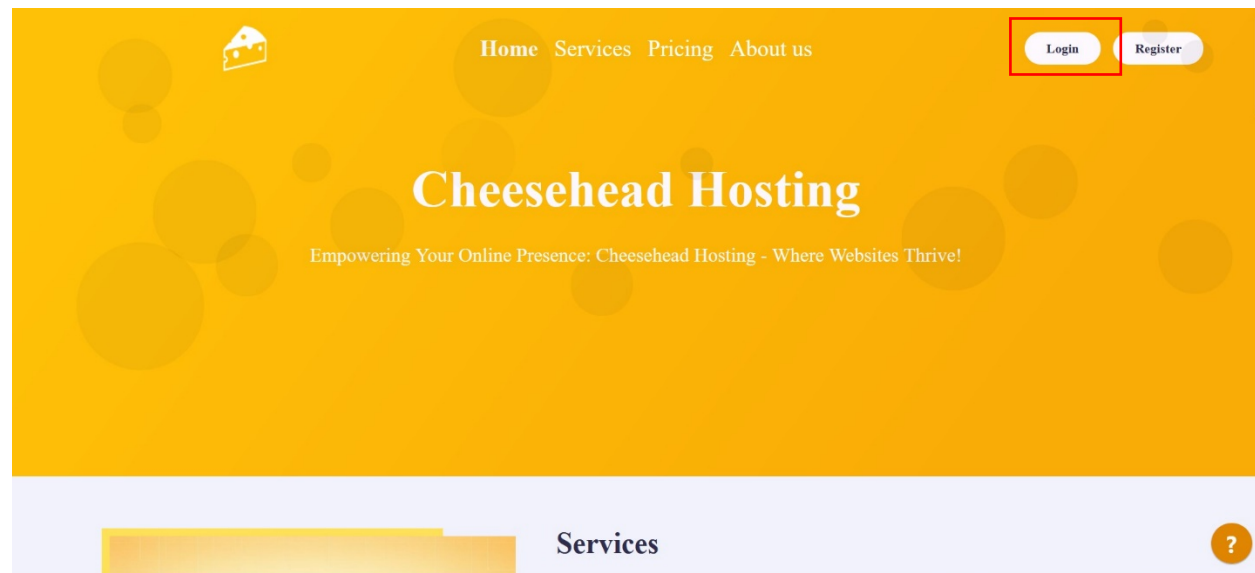 Home Services Pricing About us Login Register
Cheesehead Hosting
Empowering Your Online Presence: Cheesehead Hosting - Where Websites Thrive!
Services
?